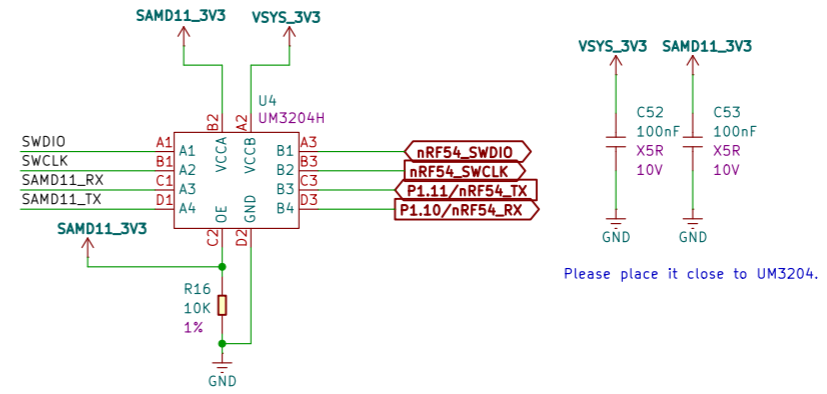 SAMD11_3V3
VSYS_3V3
U4
UM3204H
B2
A2
VCCA
VCCB
SWDIO
A1
A1
B1
A3
nRF54_SWDIO
SWCLK
B1
A2
B2
B3
nRF54_SWCLK
SAMD11_RX
C1
A3
B3
C3
P1.11/nRF54_TX
SAMD11_TX
D1
A4
B4
D3
P1.10/nRF54_RX
OE
GND
C2
D2
SAMD11_3V3
R16
10K
1%
GND
VSYS_3V3
SAMD11_3V3
C52
100nF
X5R
10V
C53
100nF
X5R
10V
GND
GND
Please place it close to UM3204.